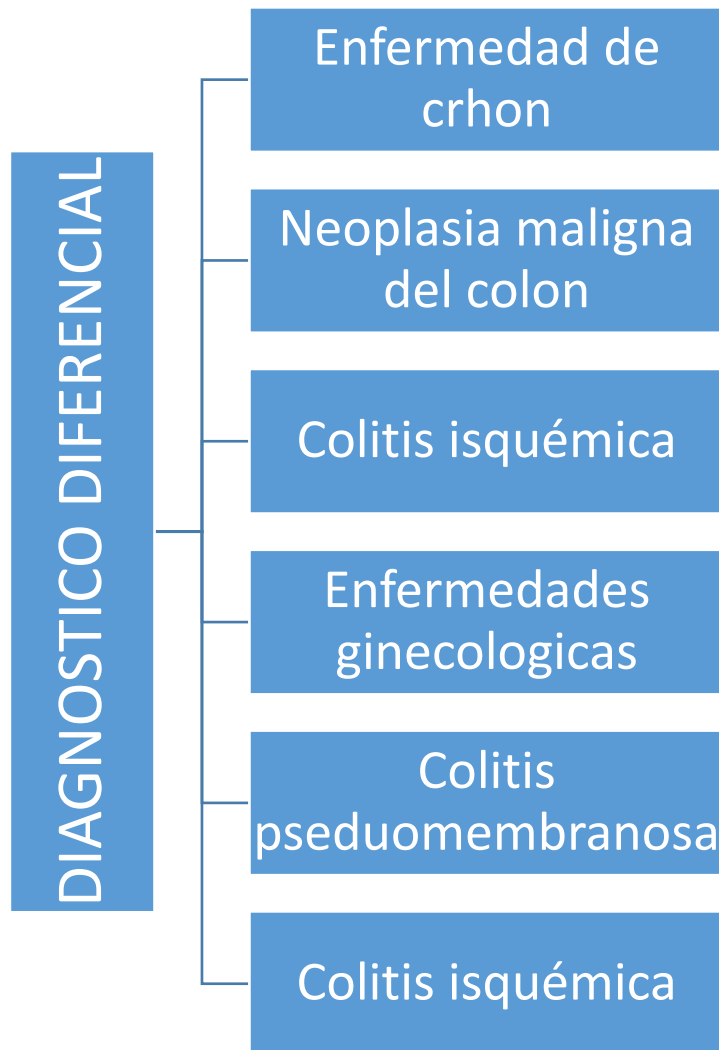 DIAGNOSTICO DIFERENCIAL
Enfermedad de
crhon
Neoplasia maligna
del colon
Colitis isquémica
Enfermedades
ginecologicas
Colitis
pseduomembranosa
Colitis isquémica